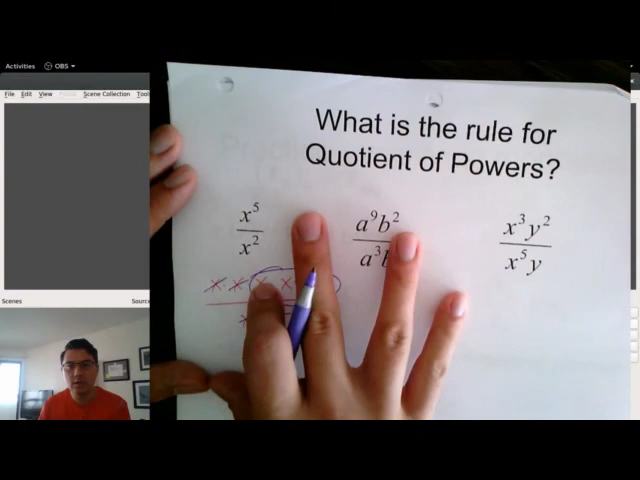 Activities OBS
File Edit View Scene Collection
What is the rule for
Quotient of Powers?
x⁵ a⁹b² x³y²
x² a³b x⁵y
x x x x
Scenes